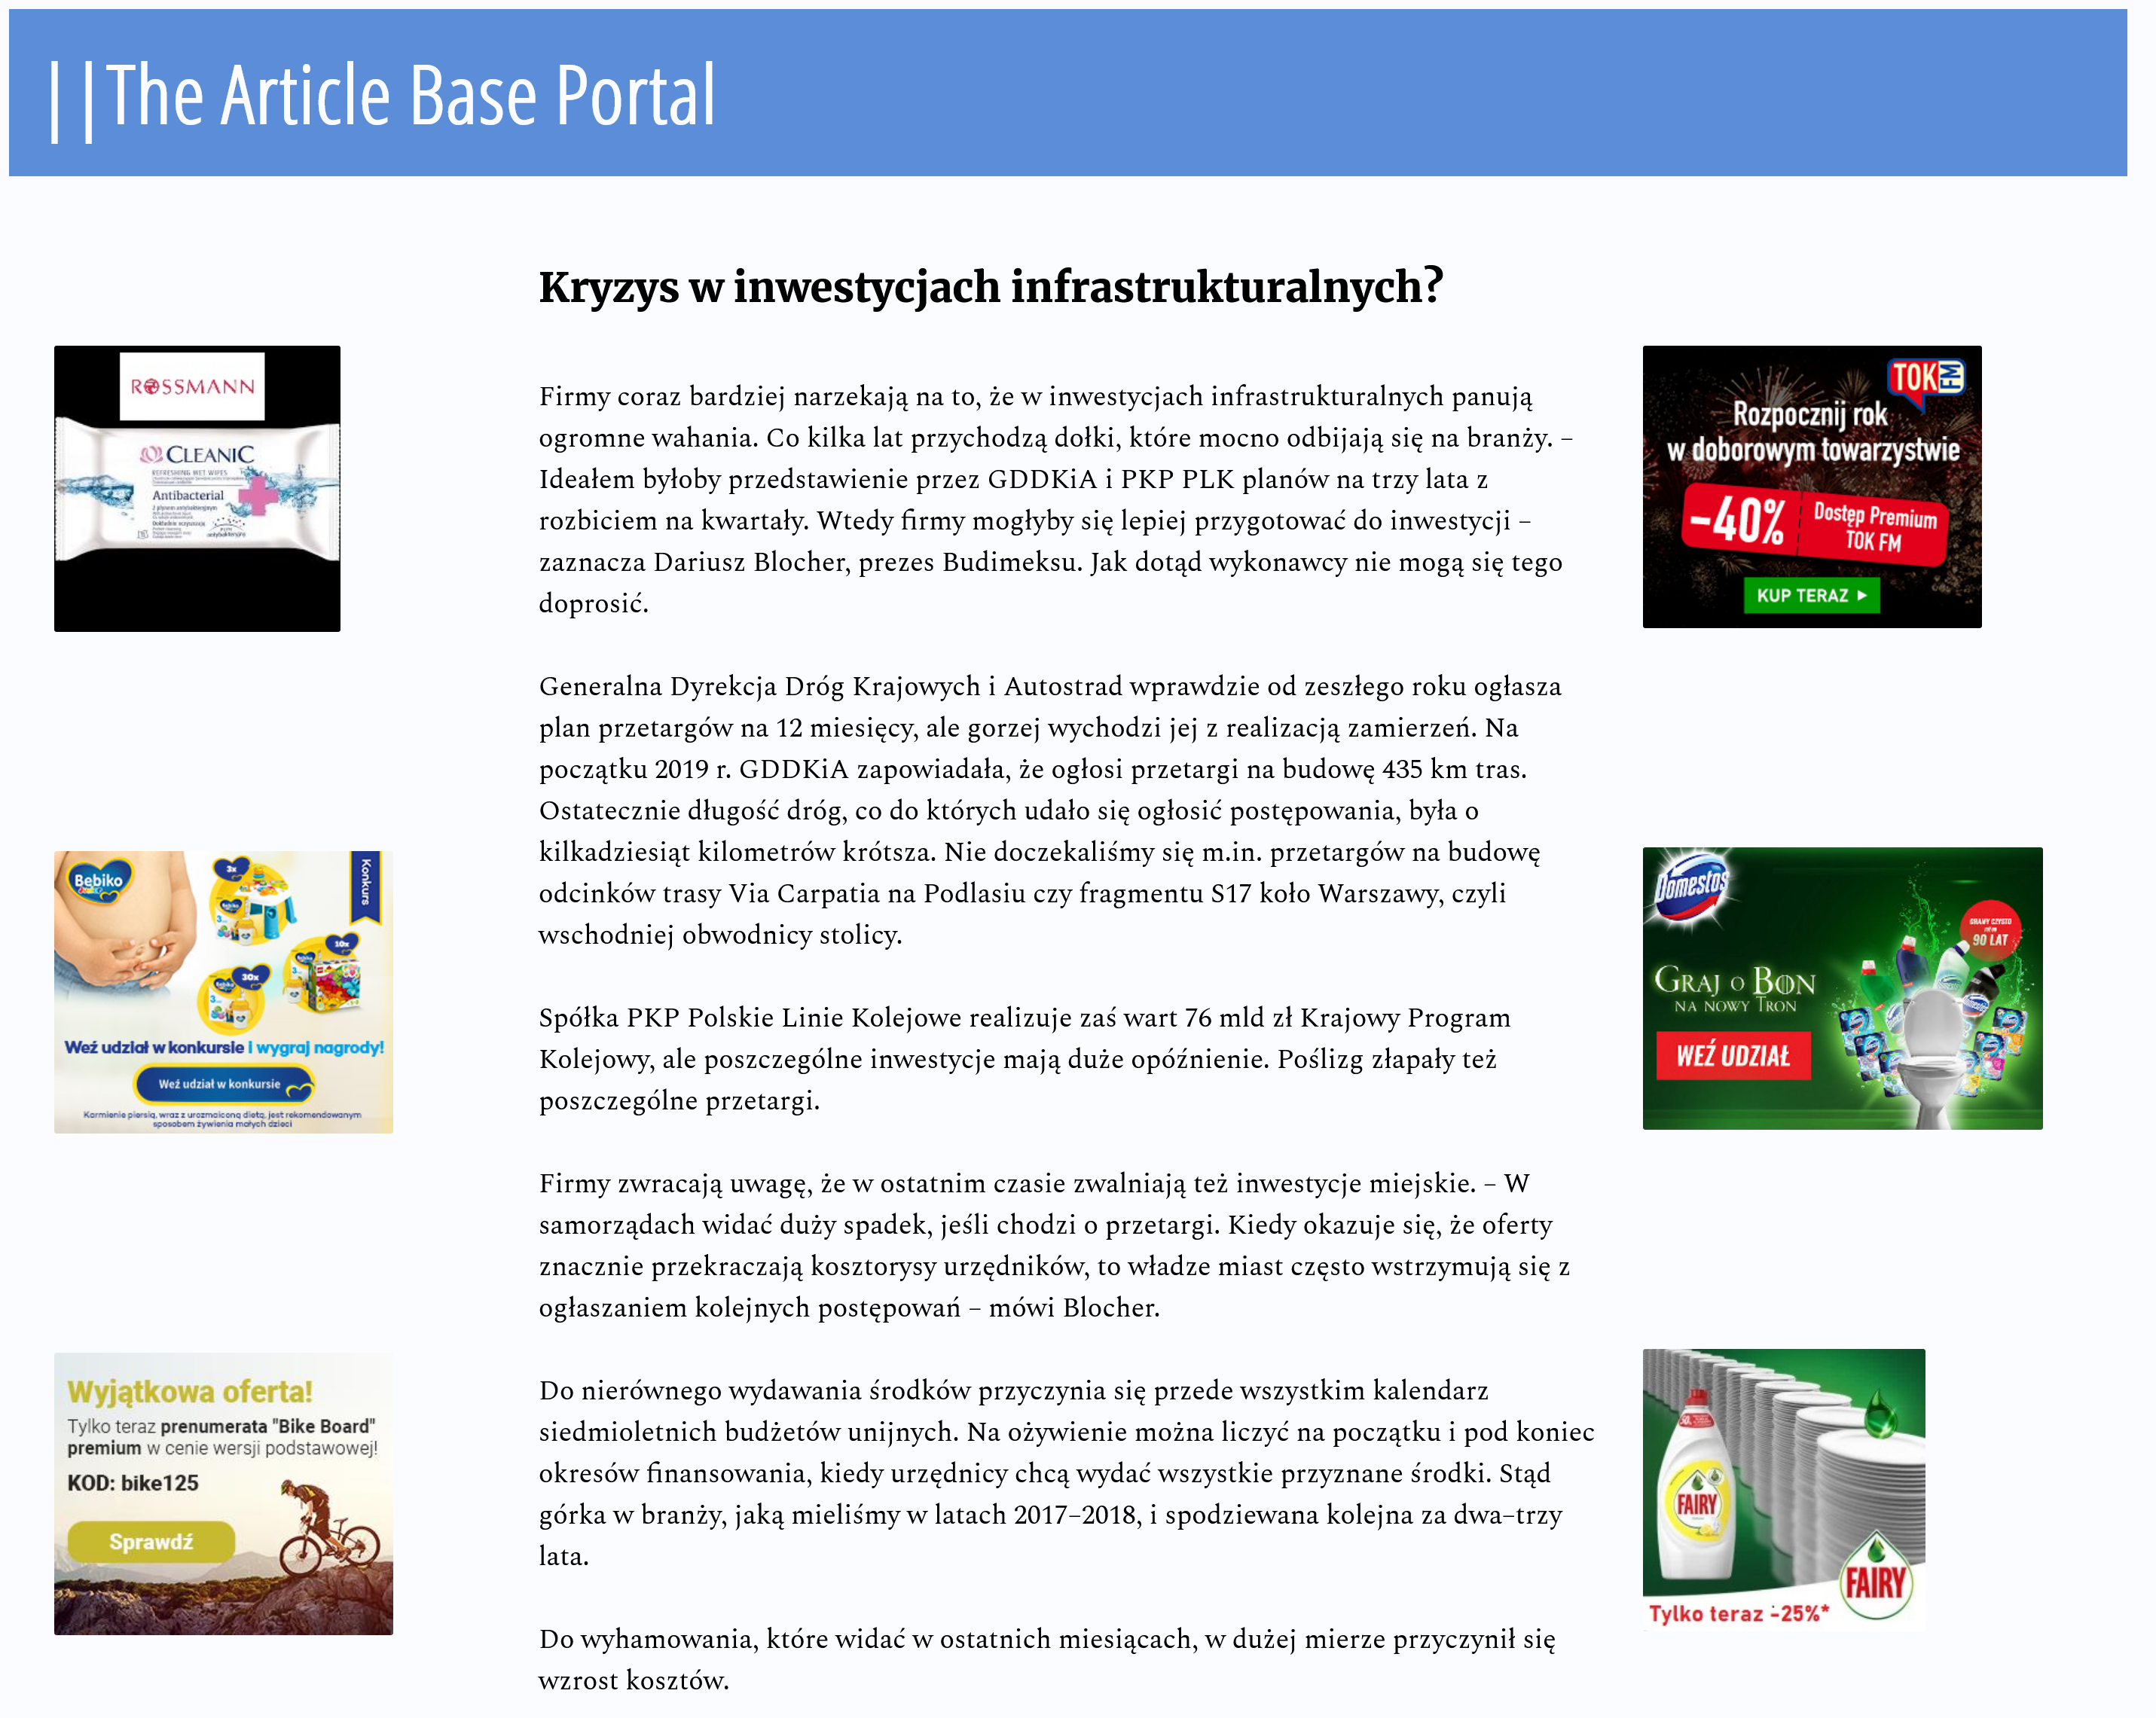 ||The Article Base Portal
Kryzys w inwestycjach infrastrukturalnych?
Firmy coraz bardziej narzekają na to, że w inwestycjach infrastrukturalnych panują
ogromne wahania. Co kilka lat przychodzą dołki, które mocno odbijają się na branży. –
Ideałem byłoby przedstawienie przez GDDKiA i PKP PLK planów na trzy lata z
rozbiciem na kwartały. Wtedy firmy mogłyby się lepiej przygotować do inwestycji –
zaznacza Dariusz Blocher, prezes Budimeksu. Jak dotąd wykonawcy nie mogą się tego
doprosić.
Generalna Dyrekcja Dróg Krajowych i Autostrad wprawdzie od zeszłego roku ogłasza
plan przetargów na 12 miesięcy, ale gorzej wychodzi jej z realizacją zamierzeń. Na
początku 2019 r. GDDKiA zapowiadała, że ogłosi przetargi na budowę 435 km tras.
Ostatecznie długość dróg, co do których udało się ogłosić postępowania, była o
kilkadziesiąt kilometrów krótsza. Nie doczekaliśmy się m.in. przetargów na budowę
odcinków trasy Via Carpatia na Podlasiu czy fragmentu S17 koło Warszawy, czyli
wschodniej obwodnicy stolicy.
Spółka PKP Polskie Linie Kolejowe realizuje zaś wart 76 mld zł Krajowy Program
Kolejowy, ale poszczególne inwestycje mają duże opóźnienie. Poślizg złapały też
poszczególne przetargi.
Firmy zwracają uwagę, że w ostatnim czasie zwalniają też inwestycje miejskie. – W
samorządach widać duży spadek, jeśli chodzi o przetargi. Kiedy okazuje się, że oferty
znacznie przekraczają kosztorysy urzędników, to władze miast często wstrzymują się z
ogłaszaniem kolejnych postępowań – mówi Blocher.
Do nierównego wydawania środków przyczynia się przede wszystkim kalendarz
siedmioletnich budżetów unijnych. Na ożywienie można liczyć na początku i pod koniec
okresów finansowania, kiedy urzędnicy chcą wydać wszystkie przyznane środki. Stąd
górka w branży, jaką mieliśmy w latach 2017–2018, i spodziewana kolejna za dwa–trzy
lata.
Do wyhamowania, które widać w ostatnich miesiącach, w dużej mierze przyczynił się
wzrost kosztów.
ROSSMANN
CLEANIC
REFRESHING WET WIPES
Antibacterial
Z płynem antybakteryjnym
antybakteryjne
Bebiko
Junior
Konkurs
3x
10x
30x
Weź udział w konkursie i wygraj nagrody!
Weź udział w konkursie
Karmienie piersią, wraz z urozmaiconą dietą, jest rekomendowanym
sposobem żywienia małych dzieci
Wyjątkowa oferta!
Tylko teraz prenumerata "Bike Board"
premium w cenie wersji podstawowej!
KOD: bike125
Sprawdź
TOK FM
Rozpocznij rok
w doborowym towarzystwie
-40%
Dostęp Premium
TOK FM
KUP TERAZ
Domestos
GRAMY CZYSTO
już od
90 LAT
GRAJ O BON
NA NOWY TRON
WEŹ UDZIAŁ
FAIRY
FAIRY
Tylko teraz -25%*